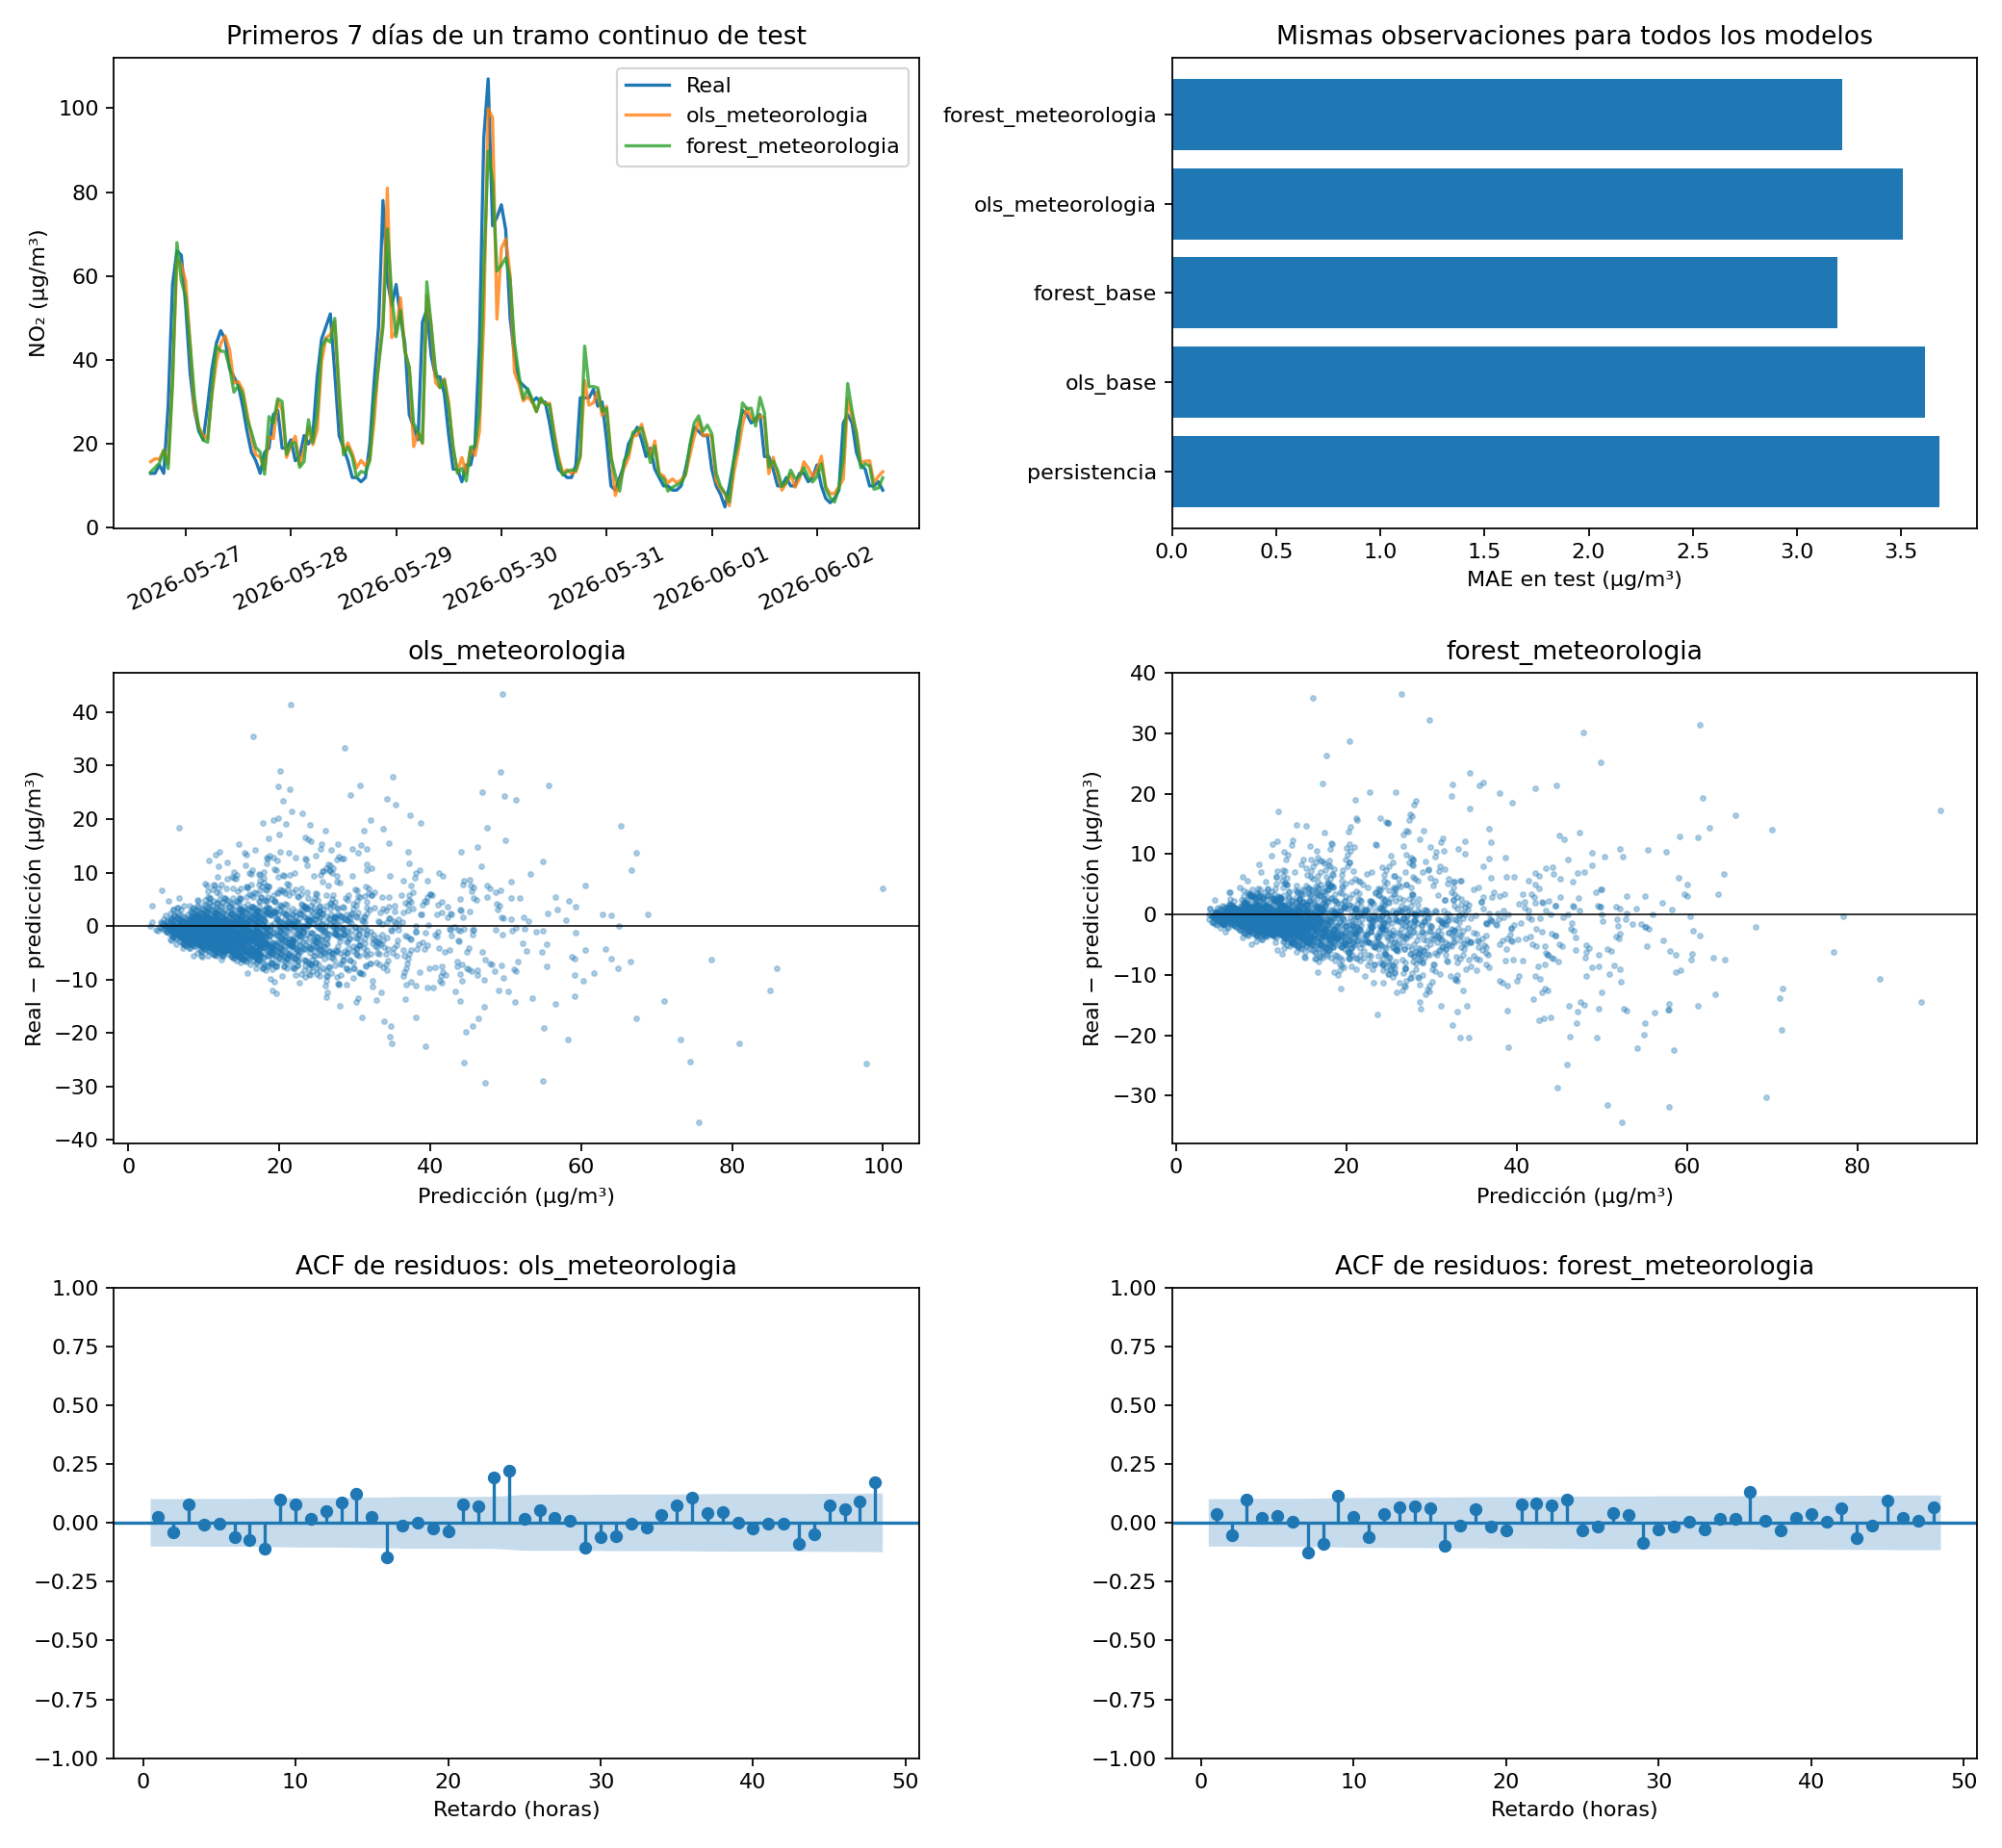 Primeros 7 días de un tramo continuo de test
NO₂ (µg/m³)
100
80
60
40
20
0
Real
ols_meteorologia
forest_meteorologia
2026-05-27
2026-05-28
2026-05-29
2026-05-30
2026-05-31
2026-06-01
2026-06-02
Mismas observaciones para todos los modelos
forest_meteorologia
ols_meteorologia
forest_base
ols_base
persistencia
0.0 0.5 1.0 1.5 2.0 2.5 3.0 3.5
MAE en test (µg/m³)
ols_meteorologia
Real − predicción (µg/m³)
40
30
20
10
0
−10
−20
−30
−40
0 20 40 60 80 100
Predicción (µg/m³)
forest_meteorologia
Real − predicción (µg/m³)
40
30
20
10
0
−10
−20
−30
0 20 40 60 80
Predicción (µg/m³)
ACF de residuos: ols_meteorologia
1.00
0.75
0.50
0.25
0.00
−0.25
−0.50
−0.75
−1.00
0 10 20 30 40 50
Retardo (horas)
ACF de residuos: forest_meteorologia
1.00
0.75
0.50
0.25
0.00
−0.25
−0.50
−0.75
−1.00
0 10 20 30 40 50
Retardo (horas)